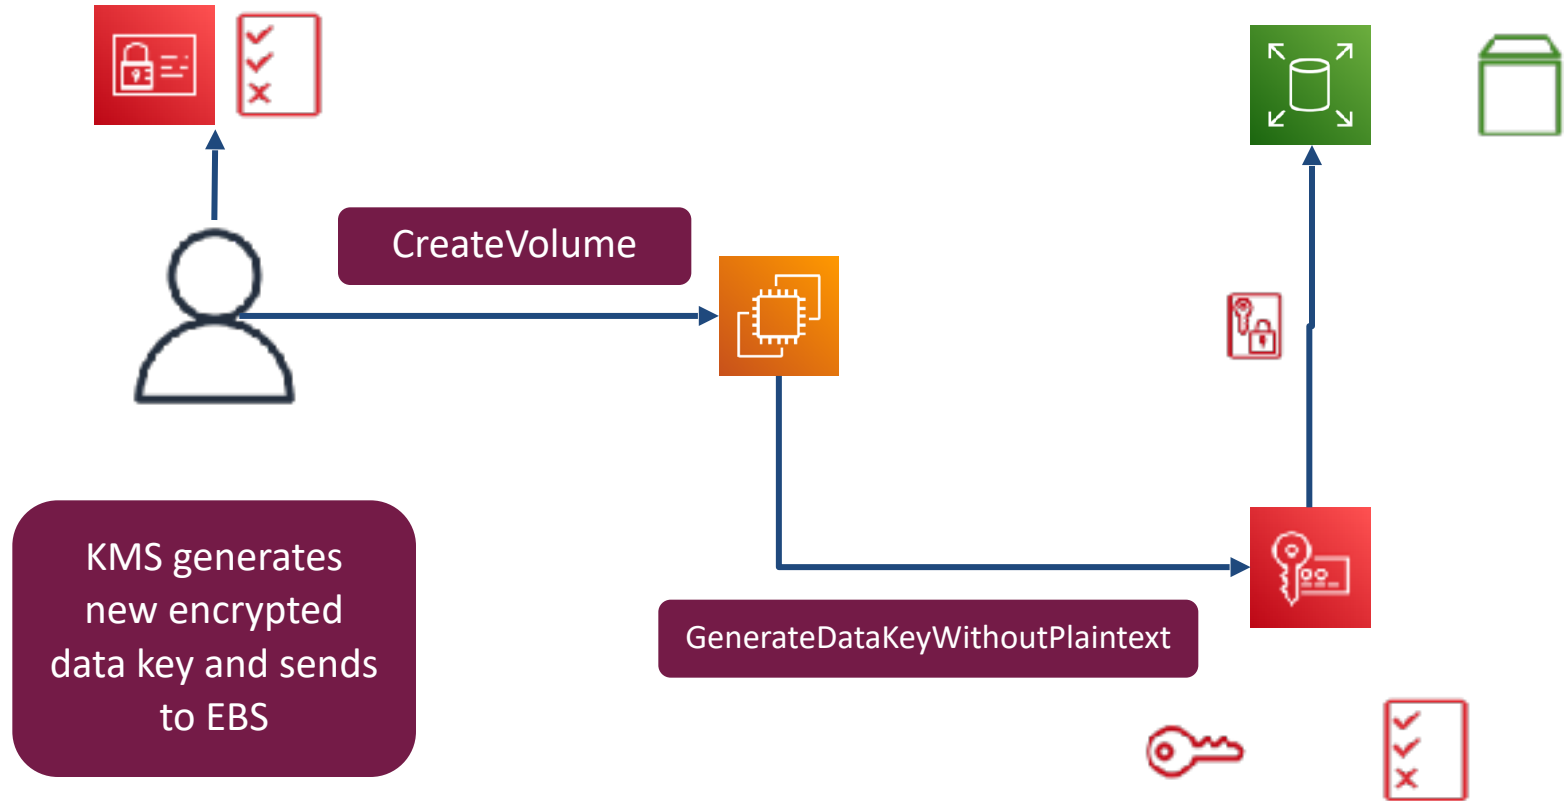 CreateVolume
KMS generates
new encrypted
data key and sends
to EBS
GenerateDataKeyWithoutPlaintext